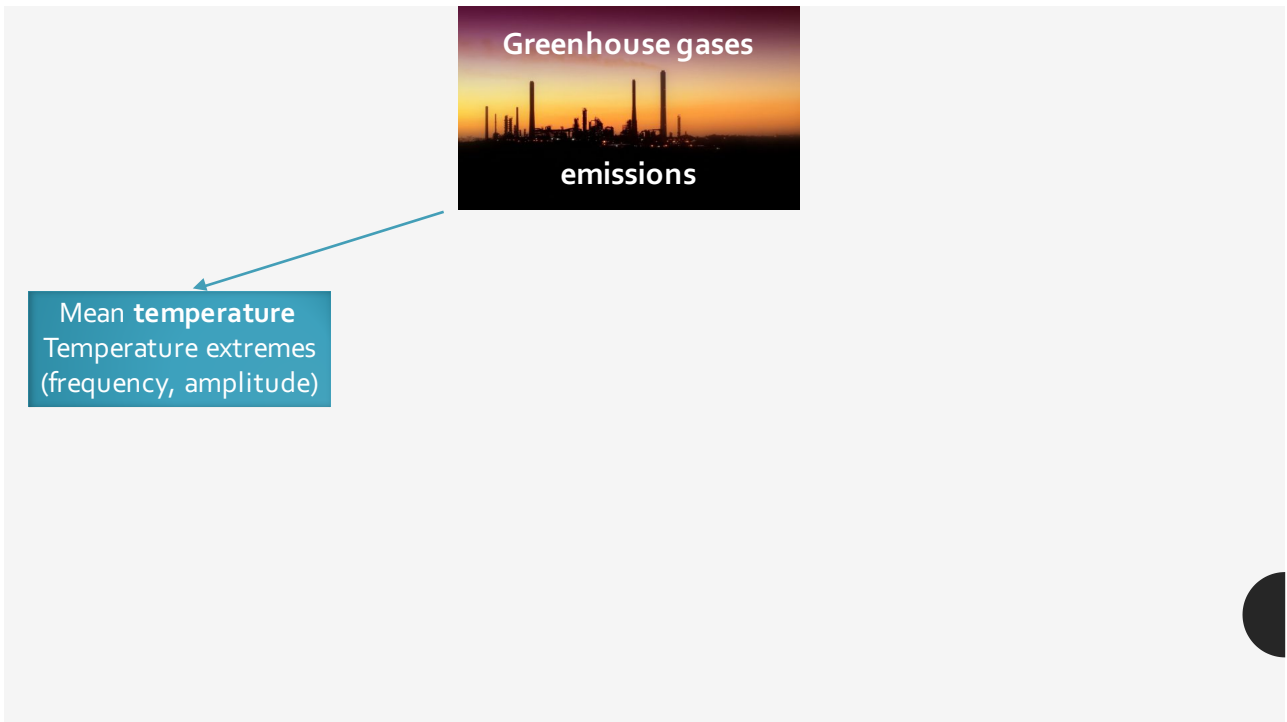 Greenhouse gases
emissions
Mean temperature
Temperature extremes
(frequency, amplitude)